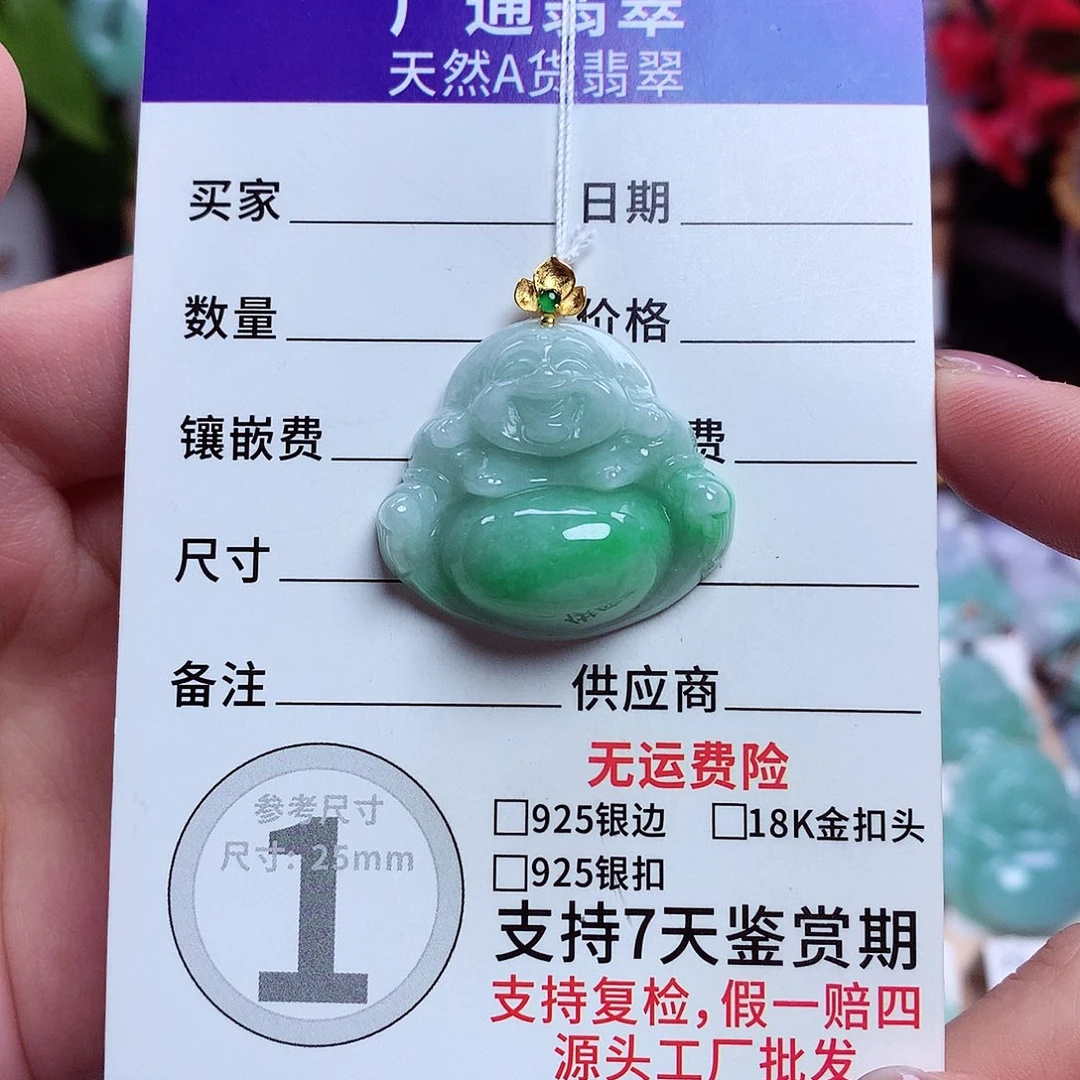 广通翡翠
天然A货翡翠
买家 日期
数量 价格
镶嵌费 费
尺寸
备注 供应商
无运费险
参考尺寸
尺寸:25mm
1
□925银边 □18K金扣头
□925银扣
支持7天鉴赏期
支持复检,假一赔四
源头工厂批发